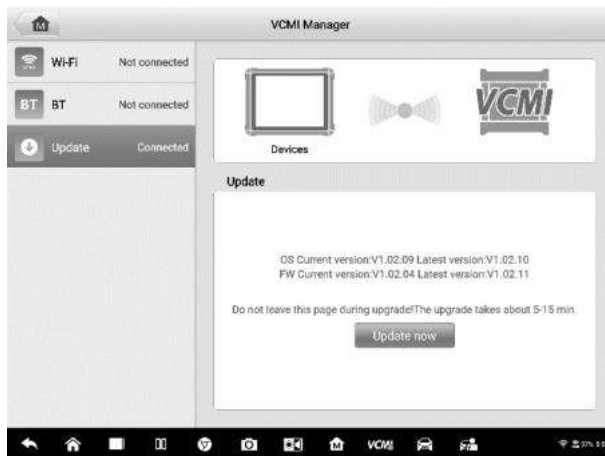 VCMI Manager
Wi-Fi Not connected
BT BT Not connected
Update Connected
VCMI
Devices
Update
OS Current version:V1.02.09 Latest version:V1.02.10
FW Current version:V1.02.04 Latest version:V1.02.11
Do not leave this page during upgrade!The upgrade takes about 5-15 min.
Update now
VCMI